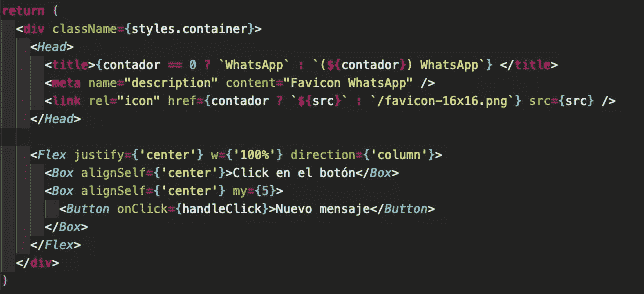 return (
<div className={styles.container}>
<Head>
<title>{contador == 0 ? `WhatsApp` : `(${contador}) WhatsApp`} </title>
<meta name="description" content="Favicon WhatsApp" />
<link rel="icon" href={contador ? `${src}` : `/favicon-16x16.png`} src={src} />
</Head>
<Flex justify={'center'} w={'100%'} direction={'column'}>
<Box alignSelf={'center'}>Click en el botón</Box>
<Box alignSelf={'center'} my={5}>
<Button onClick={handleClick}>Nuevo mensaje</Button>
</Box>
</Flex>
</div>
)